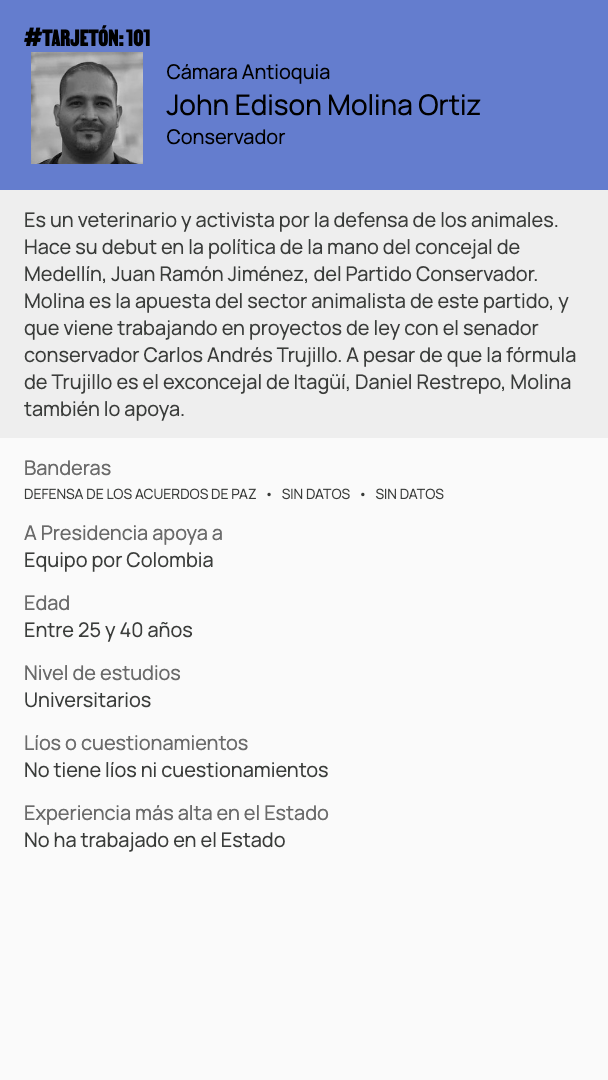 #TARJETÓN: 101
Cámara Antioquia
John Edison Molina Ortiz
Conservador
Es un veterinario y activista por la defensa de los animales.
Hace su debut en la política de la mano del concejal de
Medellín, Juan Ramón Jiménez, del Partido Conservador.
Molina es la apuesta del sector animalista de este partido, y
que viene trabajando en proyectos de ley con el senador
conservador Carlos Andrés Trujillo. A pesar de que la fórmula
de Trujillo es el exconcejal de Itagüí, Daniel Restrepo, Molina
también lo apoya.
Banderas
DEFENSA DE LOS ACUERDOS DE PAZ • SIN DATOS • SIN DATOS
A Presidencia apoya a
Equipo por Colombia
Edad
Entre 25 y 40 años
Nivel de estudios
Universitarios
Líos o cuestionamientos
No tiene líos ni cuestionamientos
Experiencia más alta en el Estado
No ha trabajado en el Estado